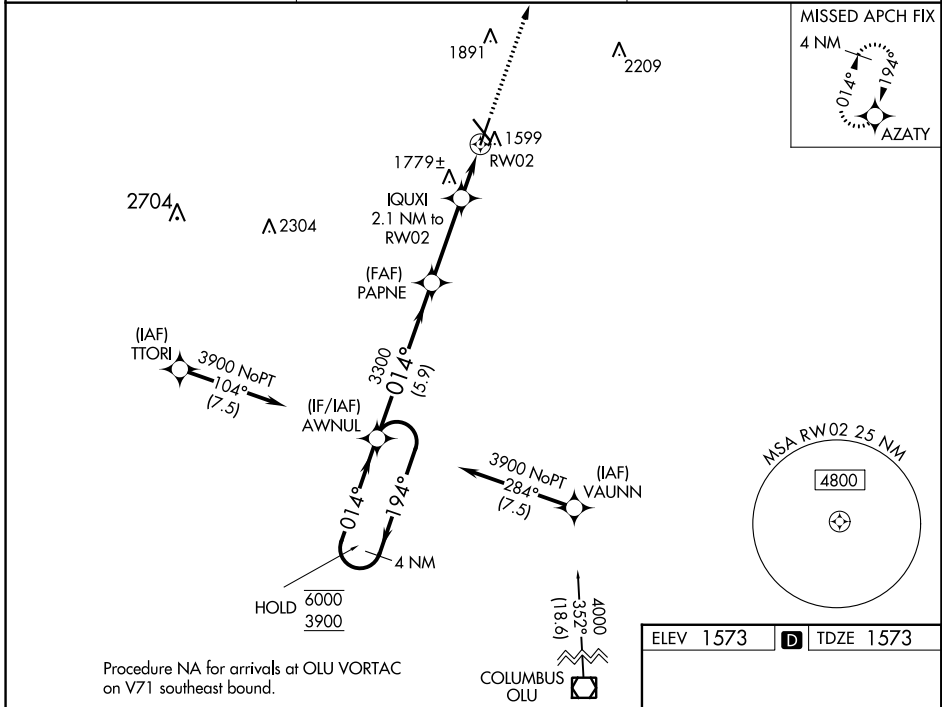 MISSED APCH FIX
4 NM
014°
194°
AZATY
1891
2209
1599
RW02
1779±
IQUXI
2.1 NM to
RW02
2704
2304
(FAF)
PAPNE
(IAF)
TTORI
3900 NoPT
104°
(7.5)
3300
014°
(5.9)
(IF/IAF)
AWNUL
MSA RW02 25 NM
4800
3900 NoPT
284°
(7.5)
(IAF)
VAUNN
014°
194°
4 NM
HOLD
6000
3900
4000
352°
(18.6)
ELEV 1573
D
TDZE 1573
Procedure NA for arrivals at OLU VORTAC
on V71 southeast bound.
COLUMBUS
OLU